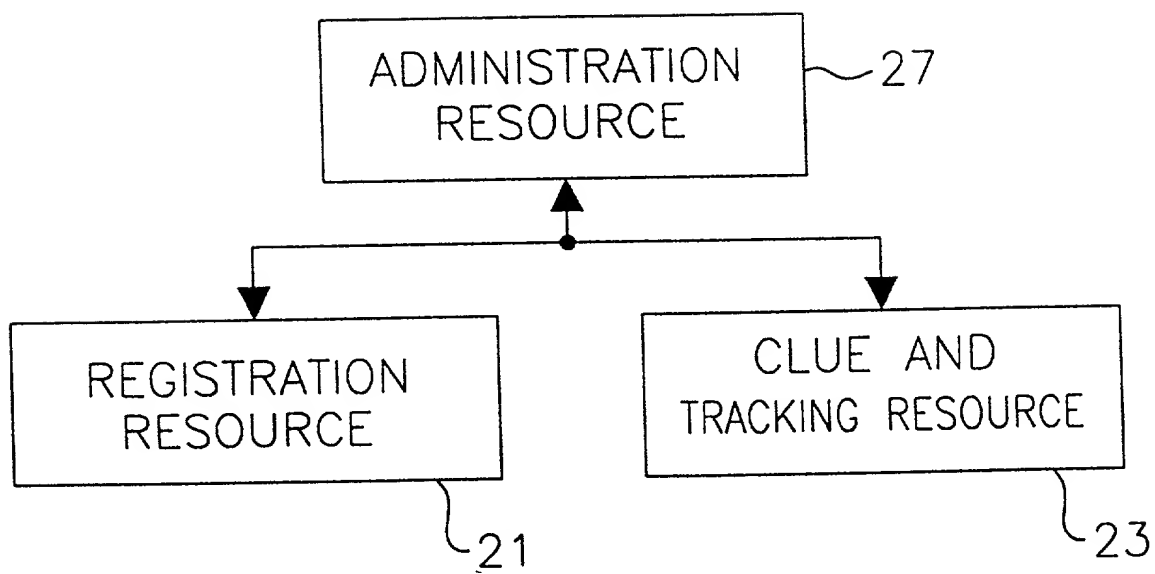 ADMINISTRATION
RESOURCE
27
REGISTRATION
RESOURCE
CLUE AND
TRACKING RESOURCE
21
23